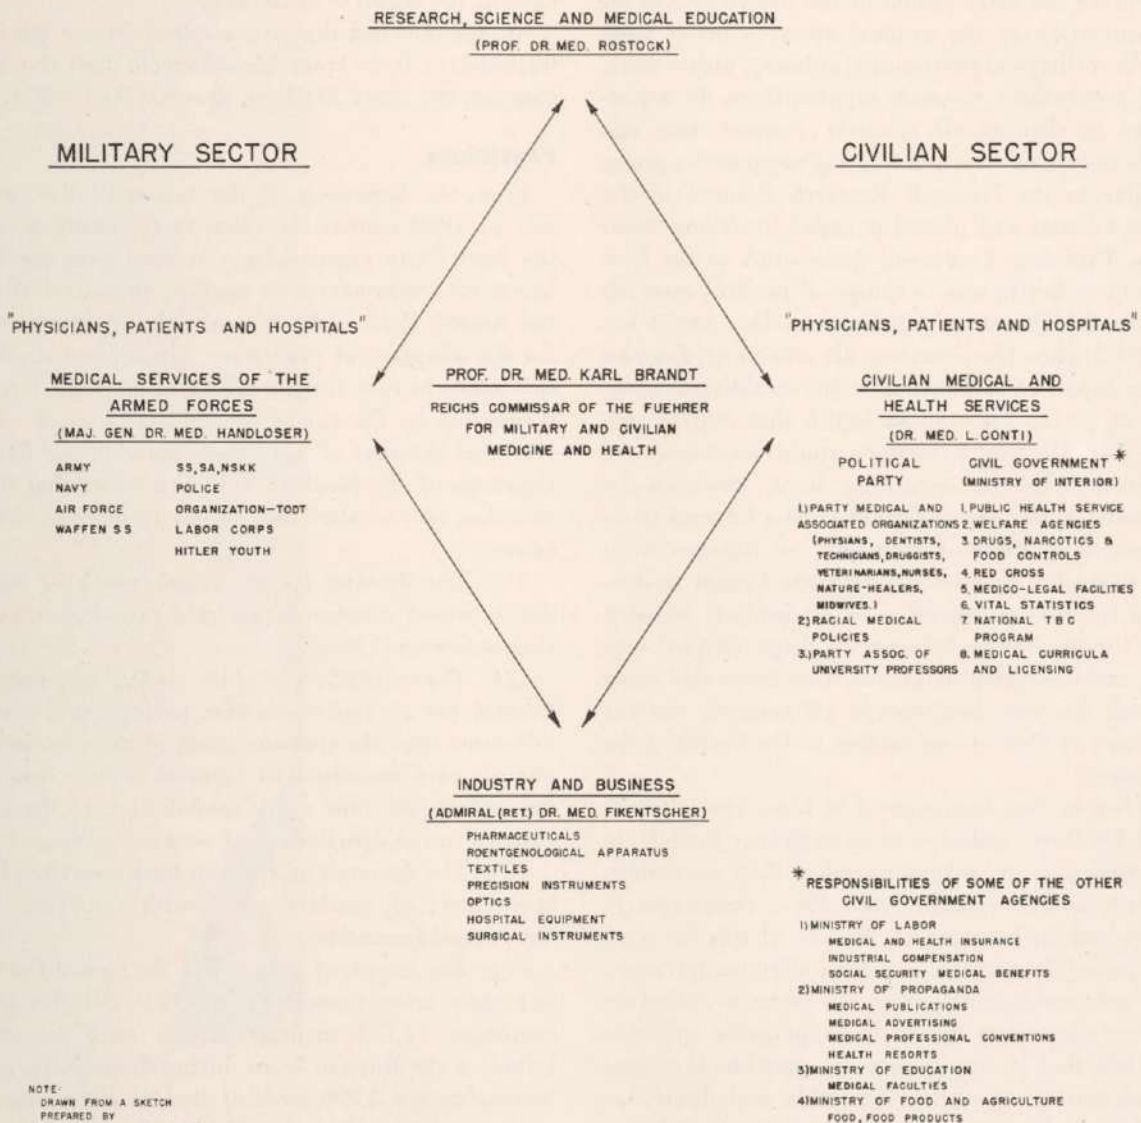 RESEARCH, SCIENCE AND MEDICAL EDUCATION
(PROF. DR. MED. ROSTOCK)
MILITARY SECTOR
CIVILIAN SECTOR
"PHYSICIANS, PATIENTS AND HOSPITALS"
MEDICAL SERVICES OF THE
ARMED FORCES
(MAJ. GEN. DR. MED. HANDLOSER)
ARMY SS,SA,NSKK
NAVY POLICE
AIR FORCE ORGANIZATION-TODT
WAFFEN S S LABOR CORPS
HITLER YOUTH
PROF. DR. MED. KARL BRANDT
REICHS COMMISSAR OF THE FUEHRER
FOR MILITARY AND CIVILIAN
MEDICINE AND HEALTH
"PHYSICIANS, PATIENTS AND HOSPITALS"
CIVILIAN MEDICAL AND
HEALTH SERVICES
(DR. MED. L.CONTI)
POLITICAL
PARTY
1.)PARTY MEDICAL AND
ASSOCIATED ORGANIZATIONS
(PHYSIANS, DENTISTS,
TECHNICIANS,DRUGGISTS,
VETERINARIANS,NURSES,
NATURE-HEALERS,
MIDWIVES.)
2)RACIAL MEDICAL
POLICIES
3.)PARTY ASSOC. OF
UNIVERSITY PROFESSORS
CIVIL GOVERNMENT *
(MINISTRY OF INTERIOR)
1. PUBLIC HEALTH SERVICE
2. WELFARE AGENCIES
3. DRUGS, NARCOTICS &
FOOD CONTROLS
4. RED CROSS
5. MEDICO-LEGAL FACILITIES
6. VITAL STATISTICS
7. NATIONAL T B C
PROGRAM
8. MEDICAL CURRICULA
AND LICENSING
INDUSTRY AND BUSINESS
(ADMIRAL (RET.) DR. MED. FIKENTSCHER)
PHARMACEUTICALS
ROENTGENOLOGICAL APPARATUS
TEXTILES
PRECISION INSTRUMENTS
OPTICS
HOSPITAL EQUIPMENT
SURGICAL INSTRUMENTS
* RESPONSIBILITIES OF SOME OF THE OTHER
CIVIL GOVERNMENT AGENCIES
1) MINISTRY OF LABOR
MEDICAL AND HEALTH INSURANCE
INDUSTRIAL COMPENSATION
SOCIAL SECURITY MEDICAL BENEFITS
2)MINISTRY OF PROPAGANDA
MEDICAL PUBLICATIONS
MEDICAL ADVERTISING
MEDICAL PROFESSIONAL CONVENTIONS
HEALTH RESORTS
3)MINISTRY OF EDUCATION
MEDICAL FACULTIES
4)MINISTRY OF FOOD AND AGRICULTURE
FOOD, FOOD PRODUCTS
NOTE:
DRAWN FROM A SKETCH
PREPARED BY